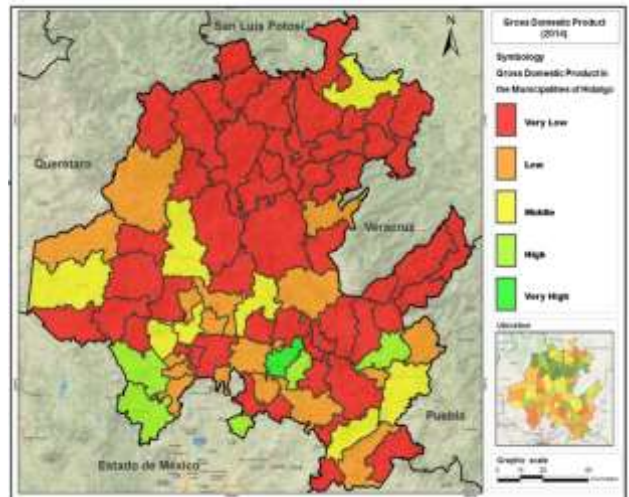 San Luis Potosí
N
Querétaro
Veracruz
Puebla
Estado de México
Gross Domestic Product
(2014)
Symbology
Gross Domestic Product in
the Municipalities of Hidalgo
Very Low
Low
Middle
High
Very High
Graphic scale